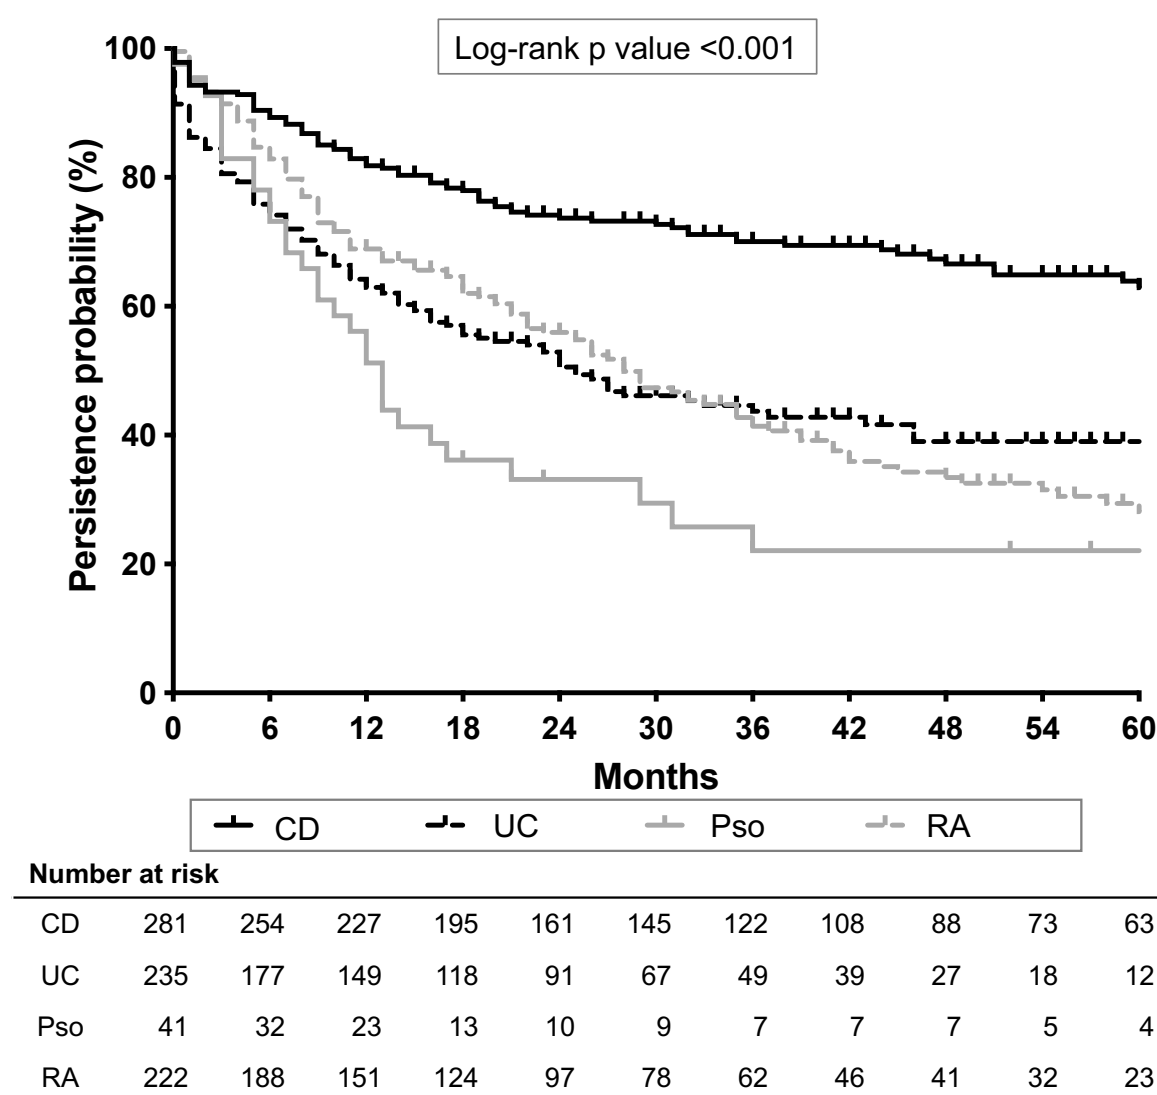 Log-rank p value <0.001
Persistence probability (%)
100
80
60
40
20
0
0 6 12 18 24 30 36 42 48 54 60
Months
CD UC Pso RA
Number at risk
CD 281 254 227 195 161 145 122 108 88 73 63
UC 235 177 149 118 91 67 49 39 27 18 12
Pso 41 32 23 13 10 9 7 7 7 5 4
RA 222 188 151 124 97 78 62 46 41 32 23